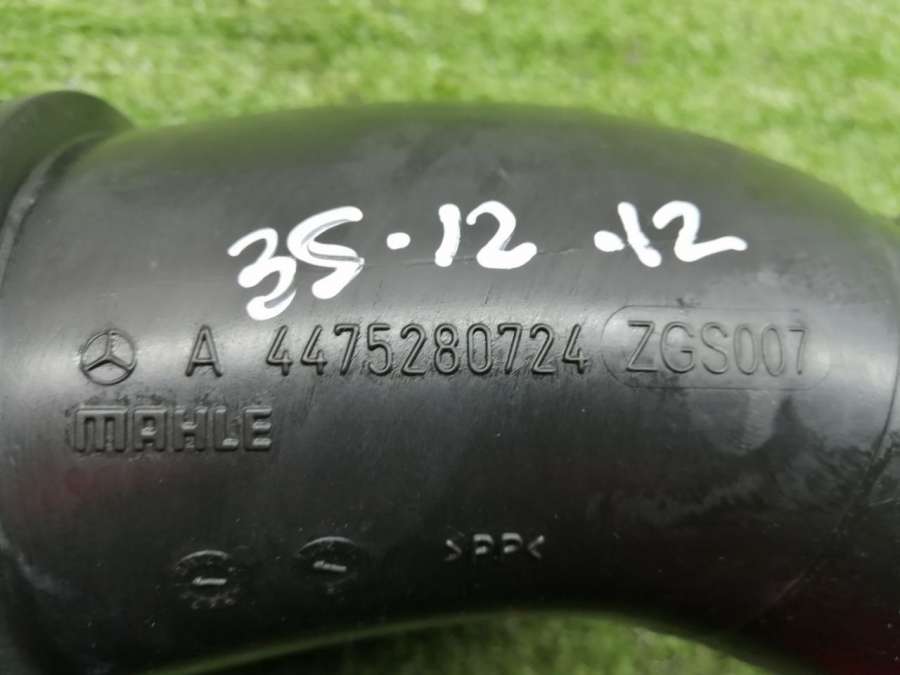 35.12.12
A 4475280724 ZGS007
MAHLE
>PP<